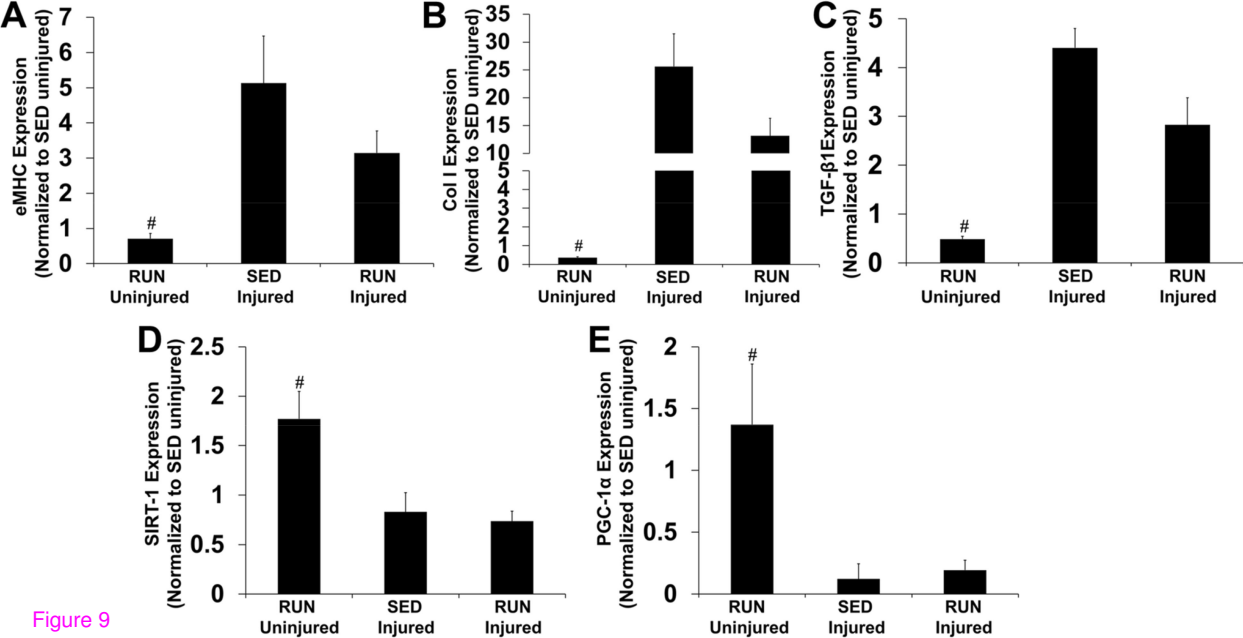 A
eMHC Expression
(Normalized to SED uninjured)
7
6
5
4
3
2
1
0
#
RUN
Uninjured
SED
Injured
RUN
Injured
B
Col I Expression
(Normalized to SED uninjured)
35
30
25
20
15
10
5
4
3
2
1
0
#
RUN
Uninjured
SED
Injured
RUN
Injured
C
TGF-β1Expression
(Normalized to SED uninjured)
5
4
3
2
1
0
#
RUN
Uninjured
SED
Injured
RUN
Injured
D
SIRT-1 Expression
(Normalized to SED uninjured)
2.5
2
1.5
1
0.5
0
#
RUN
Uninjured
SED
Injured
RUN
Injured
E
PGC-1α Expression
(Normalized to SED uninjured)
2
1.5
1
0.5
0
#
RUN
Uninjured
SED
Injured
RUN
Injured
Figure 9